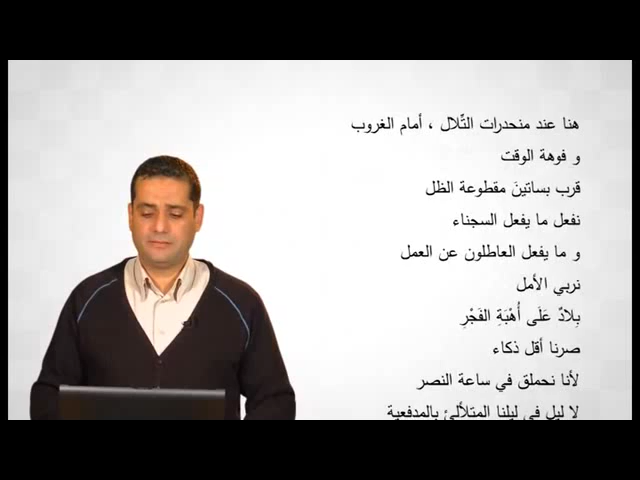 هنا عند منحدرات التّلال ، أمام الغروب
و فوهة الوقت
قرب بساتينَ مقطوعة الظل
نفعل ما يفعل السجناء
و ما يفعل العاطلون عن العمل
نربي الأمل
بِلادٌ عَلَى أُهْبَةِ الفَجْرِ
صرنا أقل ذكاء
لأنا نحملق في ساعة النصر
لا ليل في ليلنا المتلألئ بالمدفعية